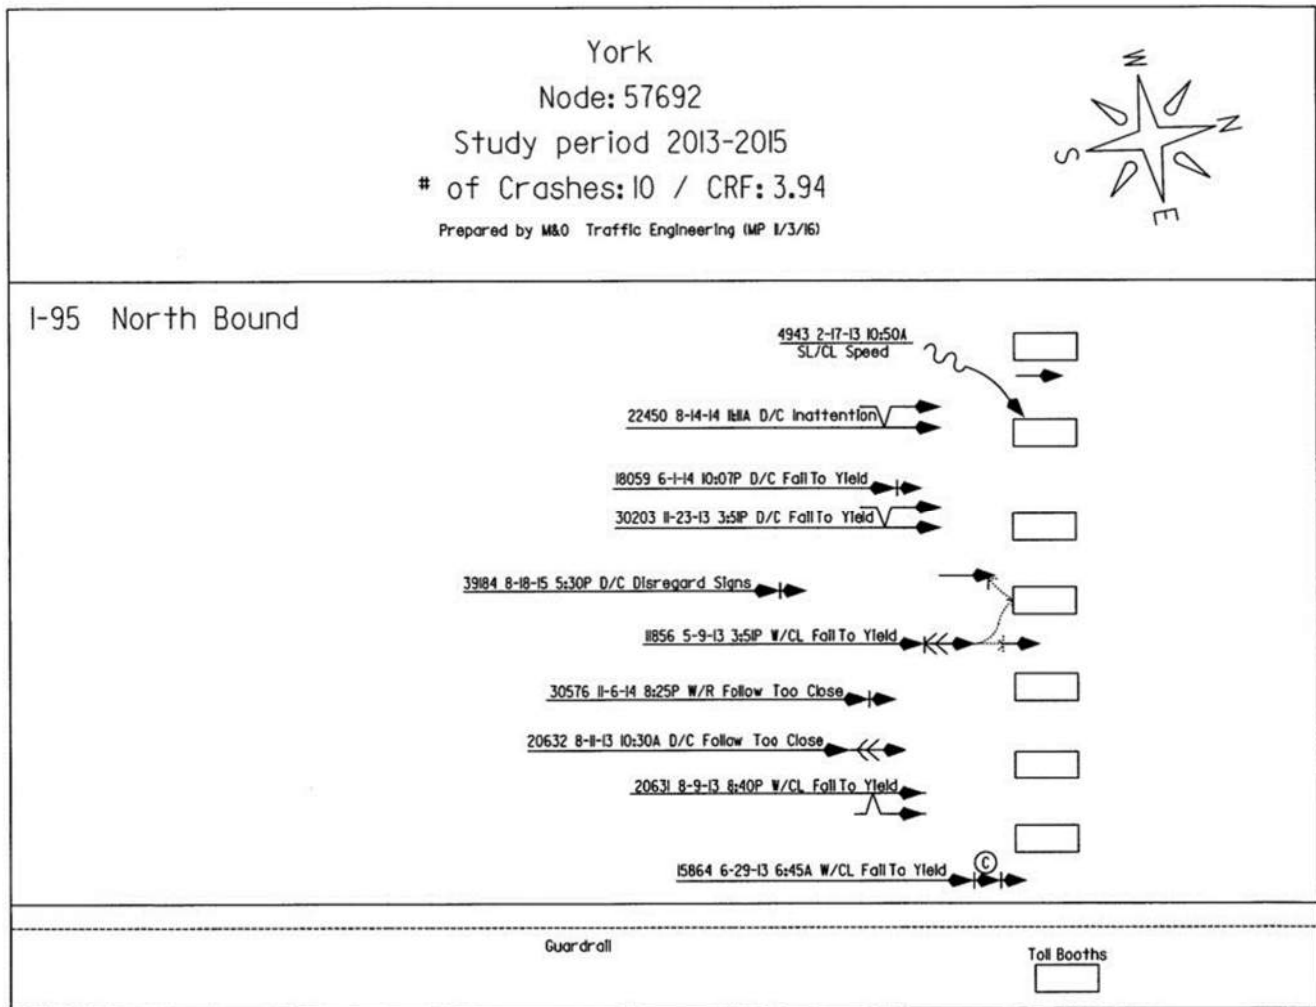 York
Node: 57692
Study period 2013-2015
# of Crashes: 10 / CRF: 3.94
Prepared by M&O Traffic Engineering (MP 11/3/16)
W
N
S
E
I-95 North Bound
4943 2-17-13 10:50A
SL/CL Speed
22450 8-14-14 11:11A D/C Inattention
18059 6-1-14 10:07P D/C Fail To Yield
30203 11-23-13 3:51P D/C Fail To Yield
39184 8-18-15 5:30P D/C Disregard Signs
11856 5-9-13 3:51P W/CL Fail To Yield
30576 11-6-14 8:25P W/R Follow Too Close
20632 8-11-13 10:30A D/C Follow Too Close
20631 8-9-13 8:40P W/CL Fail To Yield
C
15864 6-29-13 6:45A W/CL Fail To Yield
Guardrail
Toll Booths